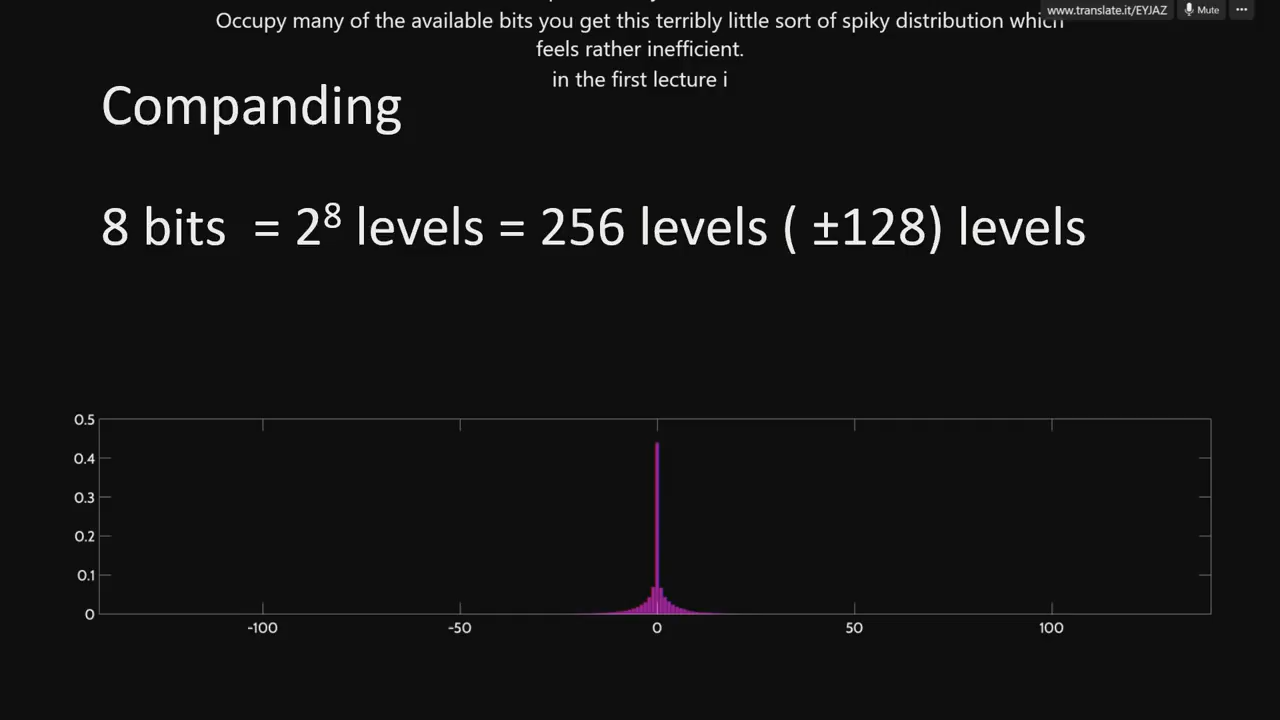 www.translate.it/EYJAZ Mute
Occupy many of the available bits you get this terribly little sort of spiky distribution which
feels rather inefficient.
in the first lecture i
Companding
8 bits = 2⁸ levels = 256 levels ( ±128) levels
0.5
0.4
0.3
0.2
0.1
0
-100 -50 0 50 100